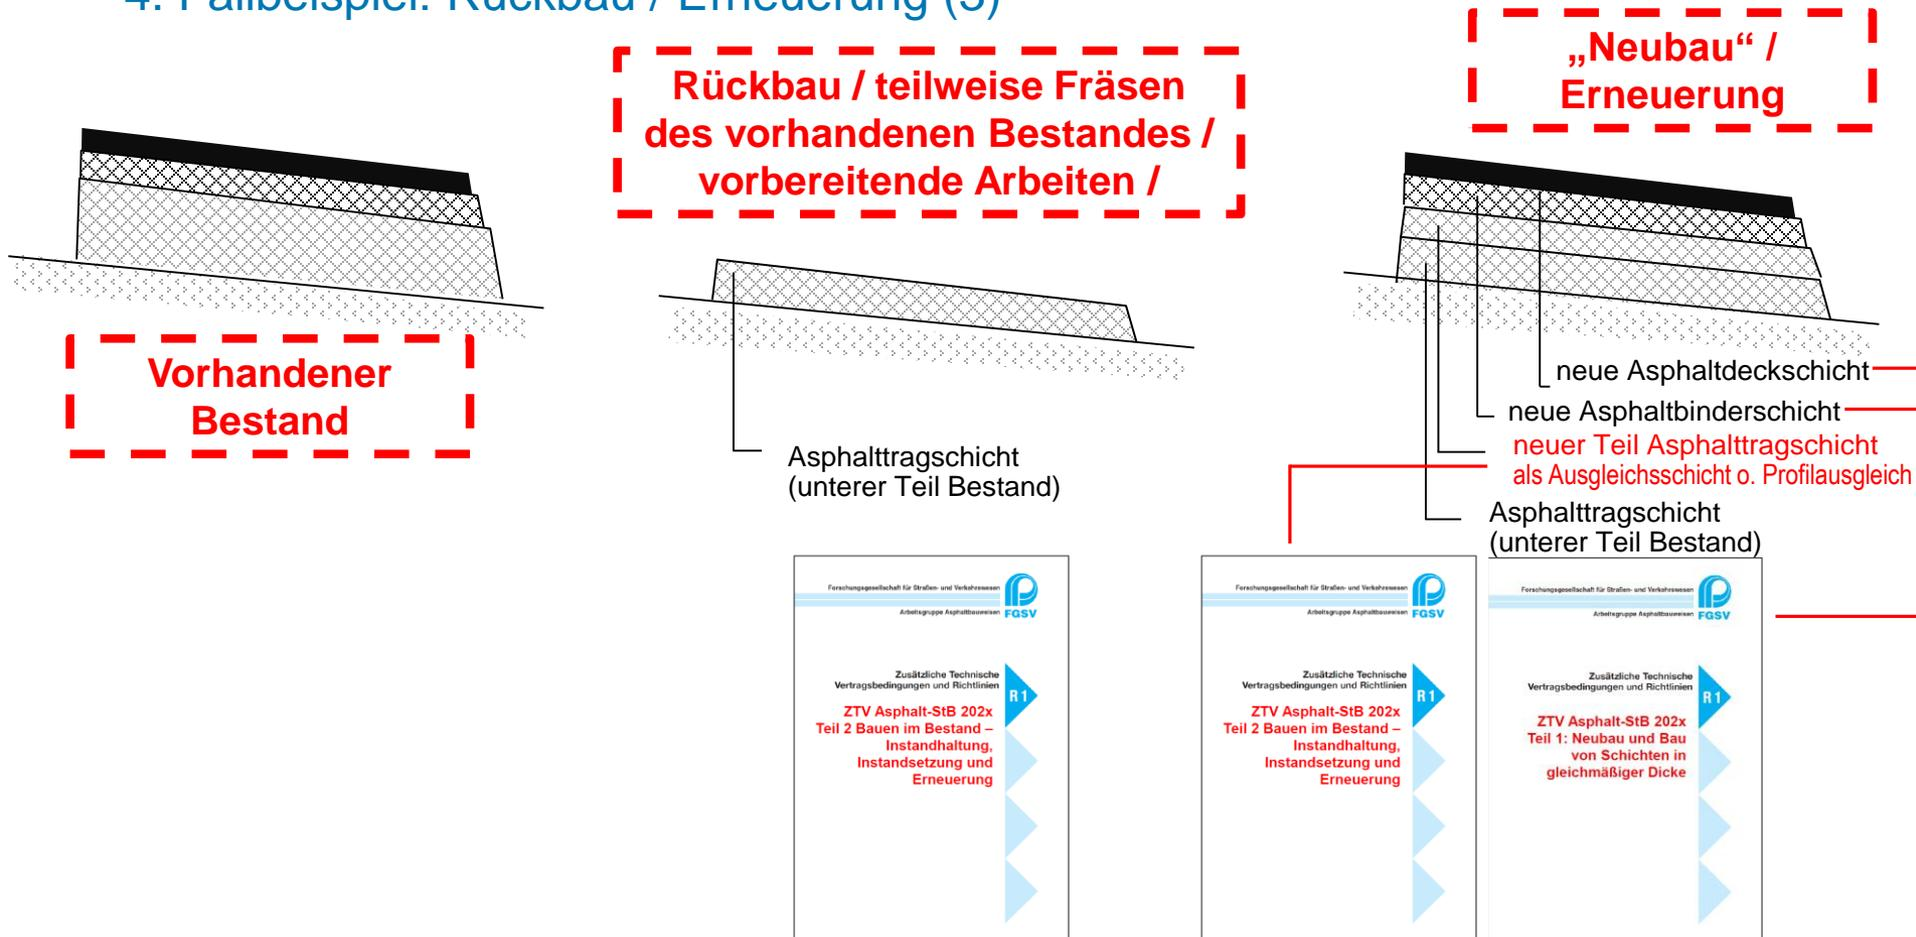 4. Fallbeispiel: Rückbau / Erneuerung (3)
Vorhandener
Bestand
Rückbau / teilweise Fräsen
des vorhandenen Bestandes /
vorbereitende Arbeiten /
„Neubau“ /
Erneuerung
Asphalttragschicht
(unterer Teil Bestand)
neue Asphaltdeckschicht
neue Asphaltbinderschicht
neuer Teil Asphalttragschicht
als Ausgleichsschicht o. Profilausgleich
Asphalttragschicht
(unterer Teil Bestand)
Forschungsgesellschaft für Straßen- und Verkehrswesen
Arbeitsgruppe Asphaltbauweisen
FGSV
Zusätzliche Technische
Vertragsbedingungen und Richtlinien
R 1
ZTV Asphalt-StB 202x
Teil 2 Bauen im Bestand –
Instandhaltung,
Instandsetzung und
Erneuerung
Forschungsgesellschaft für Straßen- und Verkehrswesen
Arbeitsgruppe Asphaltbauweisen
FGSV
Zusätzliche Technische
Vertragsbedingungen und Richtlinien
R 1
ZTV Asphalt-StB 202x
Teil 2 Bauen im Bestand –
Instandhaltung,
Instandsetzung und
Erneuerung
Forschungsgesellschaft für Straßen- und Verkehrswesen
Arbeitsgruppe Asphaltbauweisen
FGSV
Zusätzliche Technische
Vertragsbedingungen und Richtlinien
R 1
ZTV Asphalt-StB 202x
Teil 1: Neubau und Bau
von Schichten in
gleichmäßiger Dicke